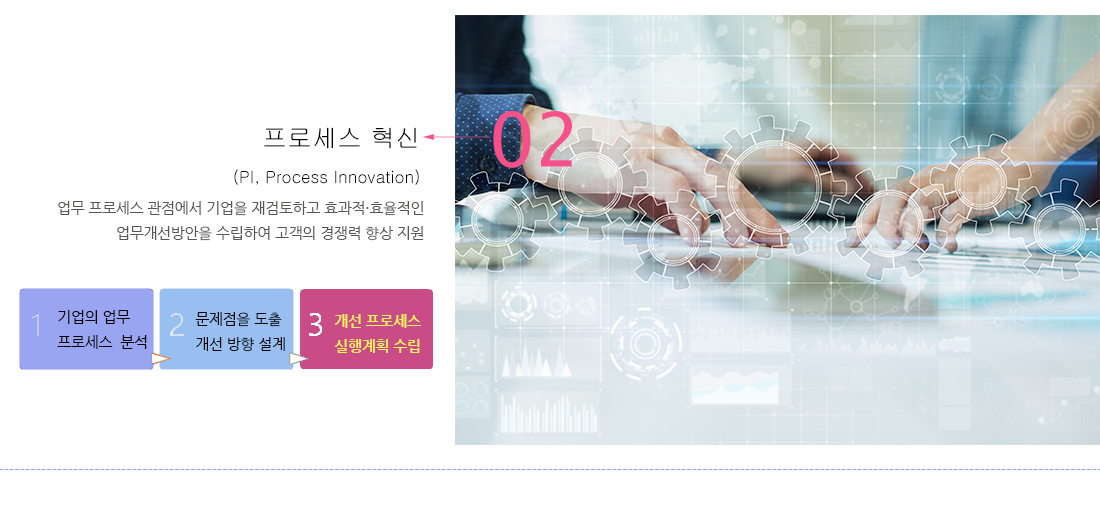 02
프로세스 혁신
(PI, Process Innovation)
업무 프로세스 관점에서 기업을 재검토하고 효과적·효율적인
업무개선방안을 수립하여 고객의 경쟁력 향상 지원
1
기업의 업무
프로세스 분석
2
문제점을 도출
개선 방향 설계
3
개선 프로세스
실행계획 수립